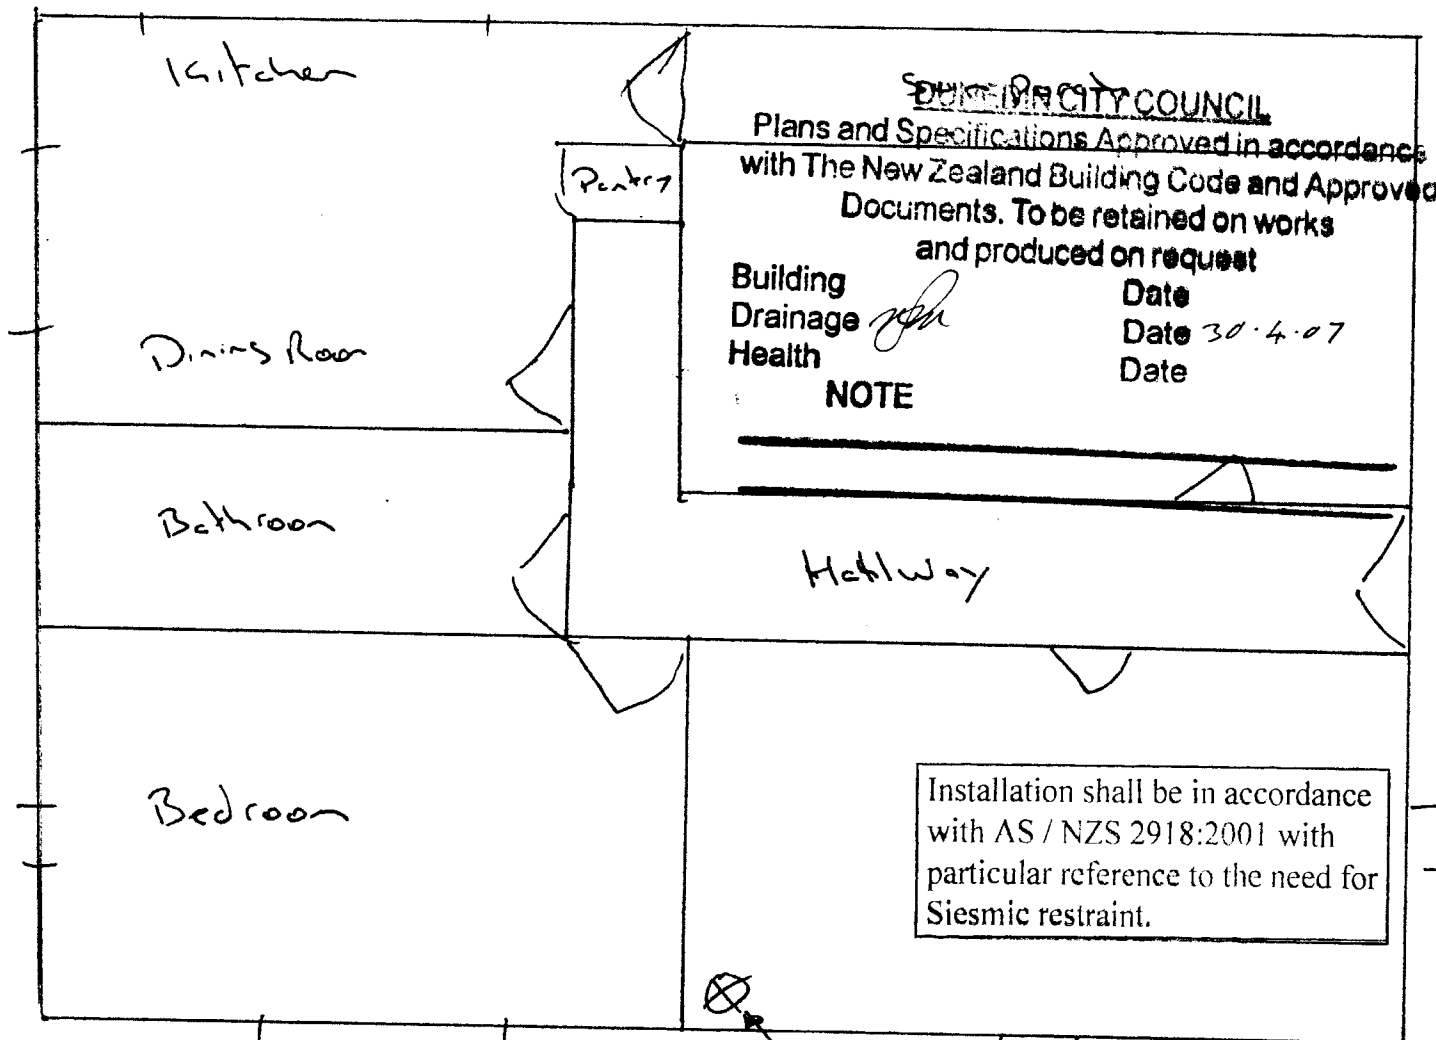 Kitchen
DUNEDIN CITY COUNCIL
Plans and Specifications Approved in accordance
with The New Zealand Building Code and Approved
Documents. To be retained on works
and produced on request
Pantry
Building Date
Drainage Date 30.4.07
Health Date
NOTE
Dining Room
Bathroom
Hallway
Bedroom
Installation shall be in accordance
with AS / NZS 2918:2001 with
particular reference to the need for
Siesmic restraint.